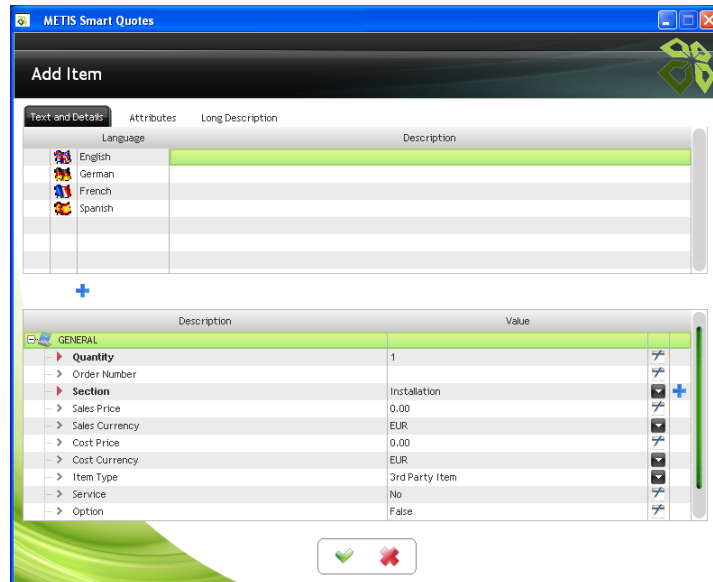 METIS Smart Quotes
Add Item
Text and Details Attributes Long Description
Language Description
English
German
French
Spanish
Description Value
GENERAL
Quantity 1
Order Number
Section Installation
Sales Price 0.00
Sales Currency EUR
Cost Price 0.00
Cost Currency EUR
Item Type 3rd Party Item
Service No
Option False